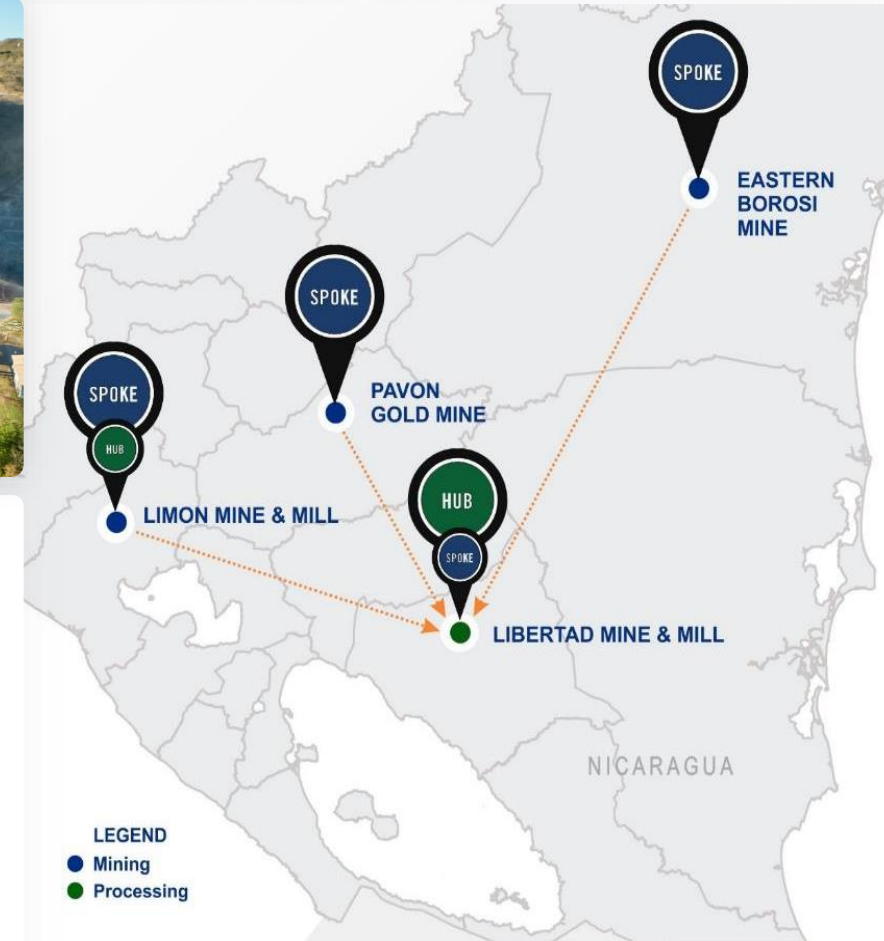 SPOKE
EASTERN
BOROSI
MINE
SPOKE
PAVON
GOLD MINE
SPOKE
HUB
LIMON MINE & MILL
HUB
SPOKE
LIBERTAD MINE & MILL
NICARAGUA
LEGEND
Mining
Processing